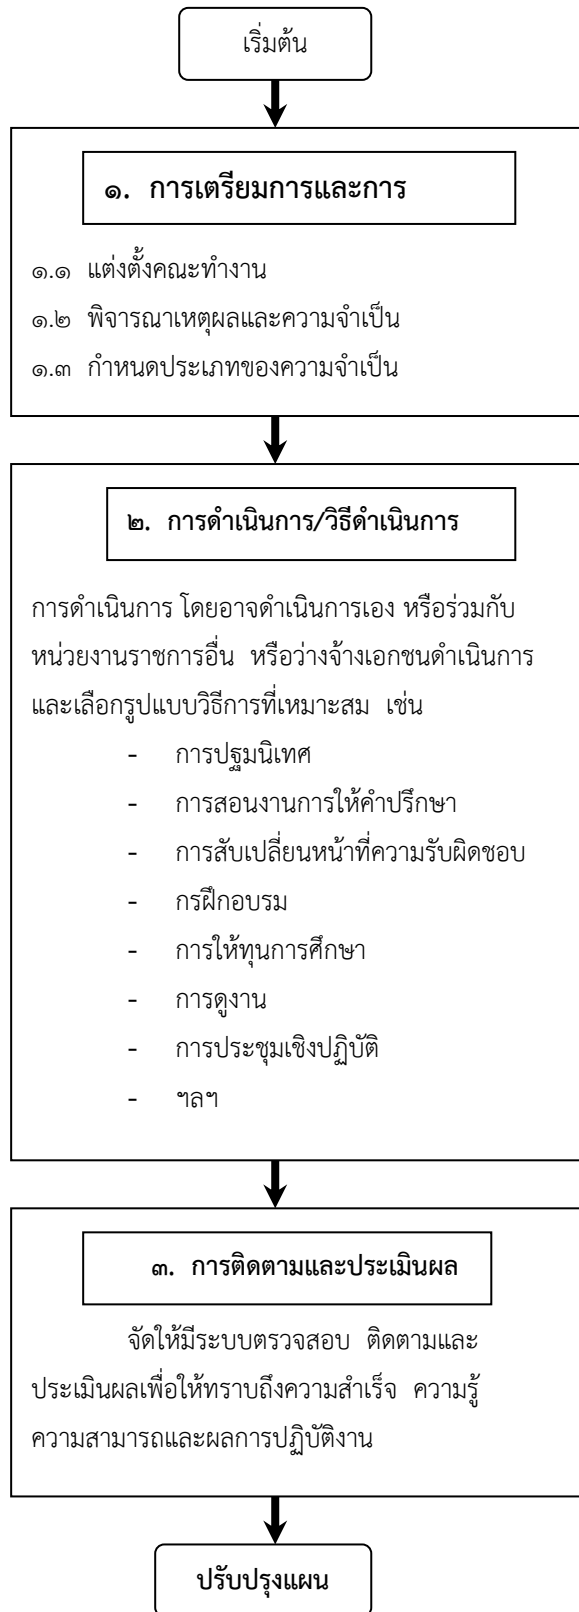 เริ่มต้น
๑. การเตรียมการและการ
๑.๑ แต่งตั้งคณะทำงาน
๑.๒ พิจารณาเหตุผลและความจำเป็น
๑.๓ กำหนดประเภทของความจำเป็น
๒. การดำเนินการ/วิธีดำเนินการ
การดำเนินการ โดยอาจดำเนินการเอง หรือร่วมกับ
หน่วยงานราชการอื่น หรือว่างจ้างเอกชนดำเนินการ
และเลือกรูปแบบวิธีการที่เหมาะสม เช่น
- การปฐมนิเทศ
- การสอนงานการให้คำปรึกษา
- การสับเปลี่ยนหน้าที่ความรับผิดชอบ
- กรฝึกอบรม
- การให้ทุนการศึกษา
- การดูงาน
- การประชุมเชิงปฏิบัติ
- ฯลฯ
๓. การติดตามและประเมินผล
จัดให้มีระบบตรวจสอบ ติดตามและ
ประเมินผลเพื่อให้ทราบถึงความสำเร็จ ความรู้
ความสามารถและผลการปฏิบัติงาน
ปรับปรุงแผน